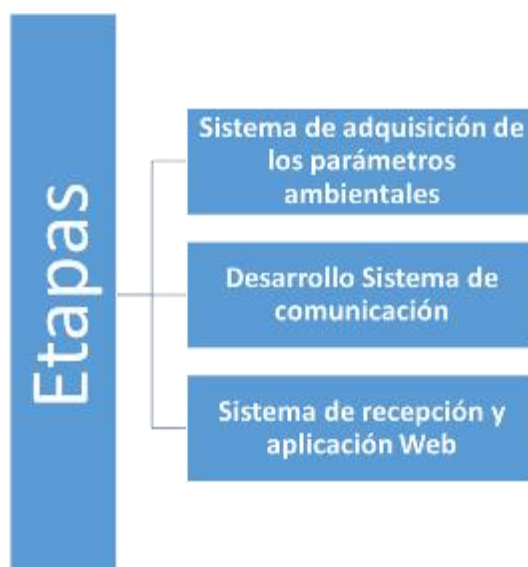 Etapas
Sistema de adquisición de
los parámetros
ambientales
Desarrollo Sistema de
comunicación
Sistema de recepción y
aplicación Web